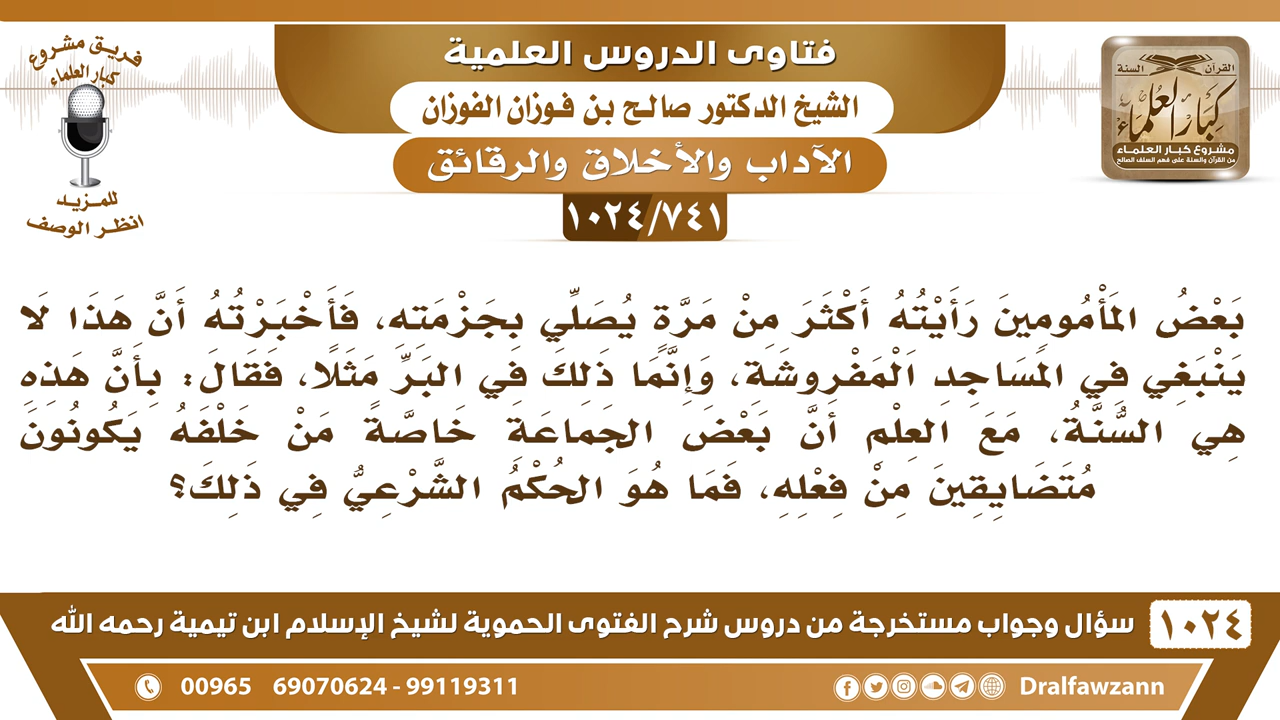 فتاوى الدروس العلمية
الشيخ الدكتور صالح بن فوزان الفوزان
الآداب والأخلاق والرقائق
١٠٢٤/٧٤١
فريق مشروع
كبار العلماء
للمزيد
انظر الوصف
القرآن السنة
كبار العلماء
مشروع كبار العلماء
من القرآن والسنة على فهم السلف الصالح
بَعْضُ المَأْمُومِينَ رَأَيْتُهُ أَكْثَرَ مِنْ مَرَّةٍ يُصَلِّي بِجَزْمَتِهِ، فَأَخْبَرْتُهُ أَنَّ هَذَا لَا
يَنْبَغِي فِي المَسَاجِدِ الْمَفْرُوشَةِ، وَإِنَّمَا ذَلِكَ فِي البَرِّ مَثَلًا، فَقَالَ: بِأَنَّ هَذِهِ
هِي السُّنَّةُ، مَعَ العِلْمِ أَنَّ بَعْضَ الجَمَاعَةِ خَاصَّةً مَنْ خَلْفَهُ يَكُونُونَ
مُتَضَايِقِينَ مِنْ فِعْلِهِ، فَمَا هُوَ الحُكْمُ الشَّرْعِيُّ فِي ذَلِكَ؟
١٠٢٤ سؤال وجواب مستخرجة من دروس شرح الفتوى الحموية لشيخ الإسلام ابن تيمية رحمه الله
00965 69070624 - 99119311
Dralfawzann